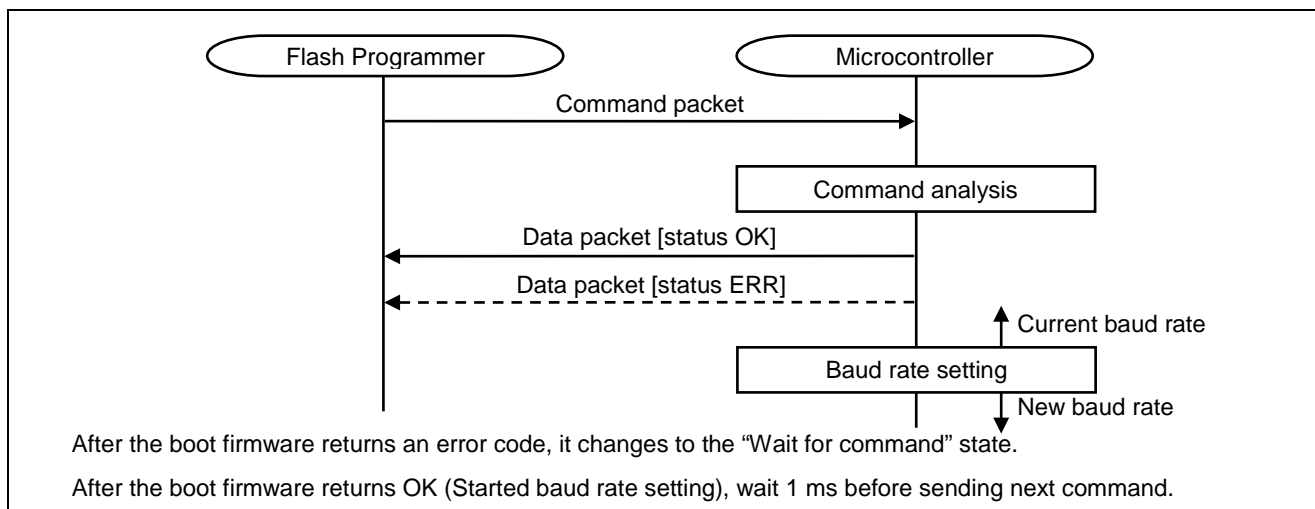 Flash Programmer
Microcontroller
Command packet
Command analysis
Data packet [status OK]
Data packet [status ERR]
Current baud rate
Baud rate setting
New baud rate
After the boot firmware returns an error code, it changes to the “Wait for command” state.
After the boot firmware returns OK (Started baud rate setting), wait 1 ms before sending next command.